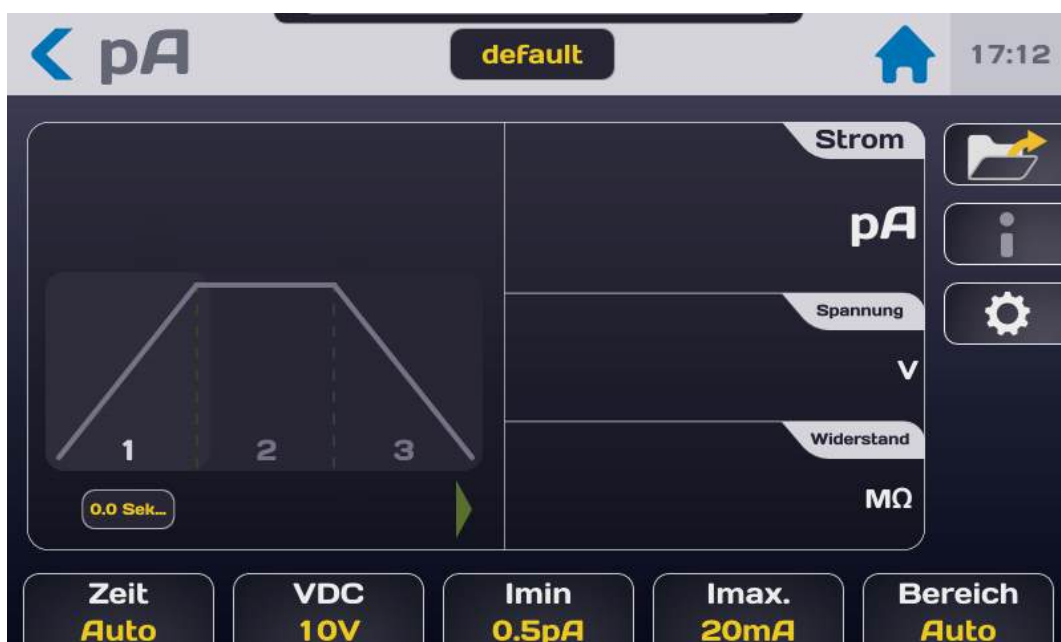 pA
default
17:12
Strom
pA
Spannung
V
Widerstand
MΩ
1
2
3
0.0 Sek...
Zeit
Auto
VDC
10V
Imin
0.5pA
Imax.
20mA
Bereich
Auto